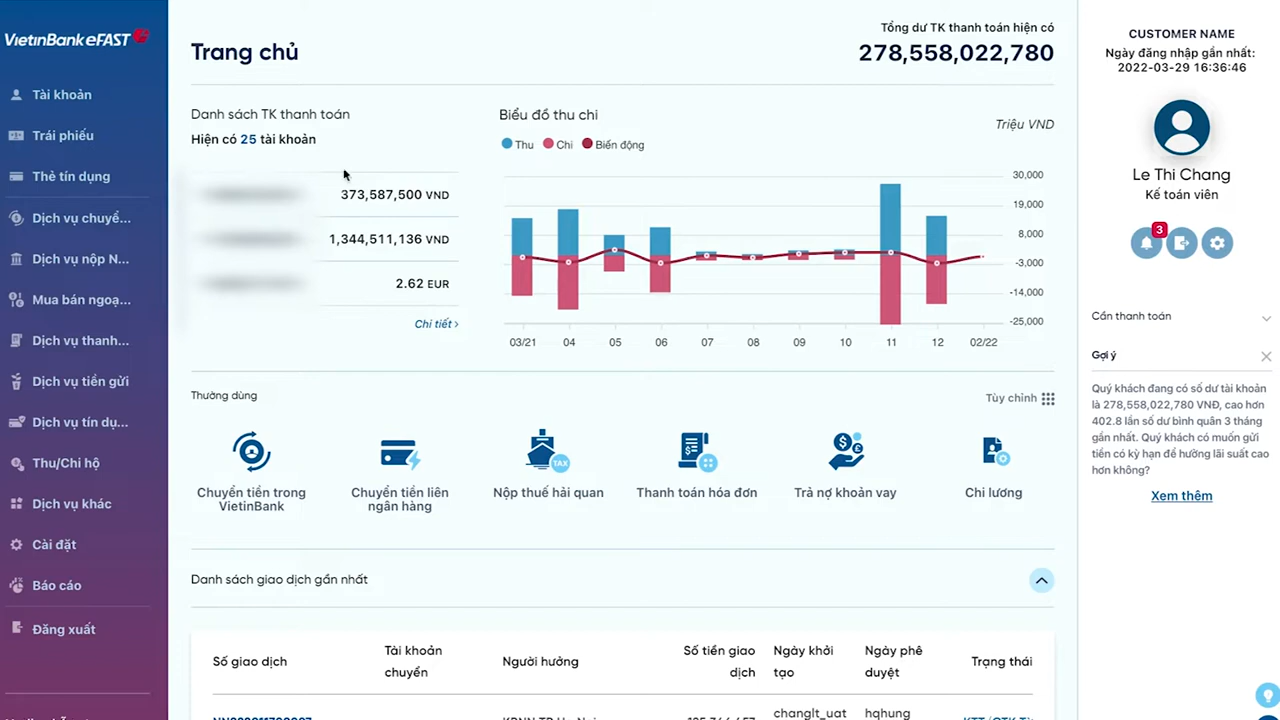 VietinBank eFAST
Tài khoản
Trái phiếu
Thẻ tín dụng
Dịch vụ chuyể...
Dịch vụ nộp N...
Mua bán ngoạ...
Dịch vụ thanh...
Dịch vụ tiền gửi
Dịch vụ tín dụ...
Thu/Chi hộ
Dịch vụ khác
Cài đặt
Báo cáo
Đăng xuất
Trang chủ
Tổng dư TK thanh toán hiện có
278,558,022,780
Danh sách TK thanh toán
Hiện có 25 tài khoản
373,587,500 VND
1,344,511,136 VND
2.62 EUR
Chi tiết ›
Biểu đồ thu chi
Triệu VND
Thu Chi Biến động
30,000
19,000
8,000
-3,000
-14,000
-25,000
03/21 04 05 06 07 08 09 10 11 12 02/22
Thường dùng
Tùy chỉnh
TAX
Chuyển tiền trong
VietinBank
Chuyển tiền liên
ngân hàng
Nộp thuế hải quan
Thanh toán hóa đơn
Trả nợ khoản vay
Chi lương
Danh sách giao dịch gần nhất
Số giao dịch
Tài khoản
chuyển
Người hưởng
Số tiền giao
dịch
Ngày khởi
tạo
Ngày phê
duyệt
Trạng thái
changlt_uat
hqhung
CUSTOMER NAME
Ngày đăng nhập gần nhất:
2022-03-29 16:36:46
Le Thi Chang
Kế toán viên
3
Cần thanh toán
Gợi ý
Quý khách đang có số dư tài khoản
là 278,558,022,780 VNĐ, cao hơn
402.8 lần số dư bình quân 3 tháng
gần nhất. Quý khách có muốn gửi
tiền có kỳ hạn để hưởng lãi suất cao
hơn không?
Xem thêm